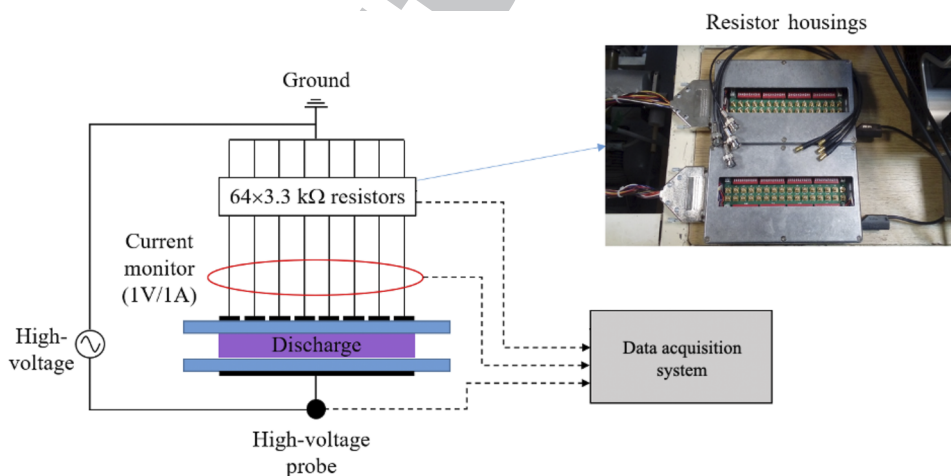 Resistor housings
Ground
64×3.3 kΩ resistors
Current
monitor
(1V/1A)
High-
voltage
Discharge
Data acquisition
system
High-voltage
probe